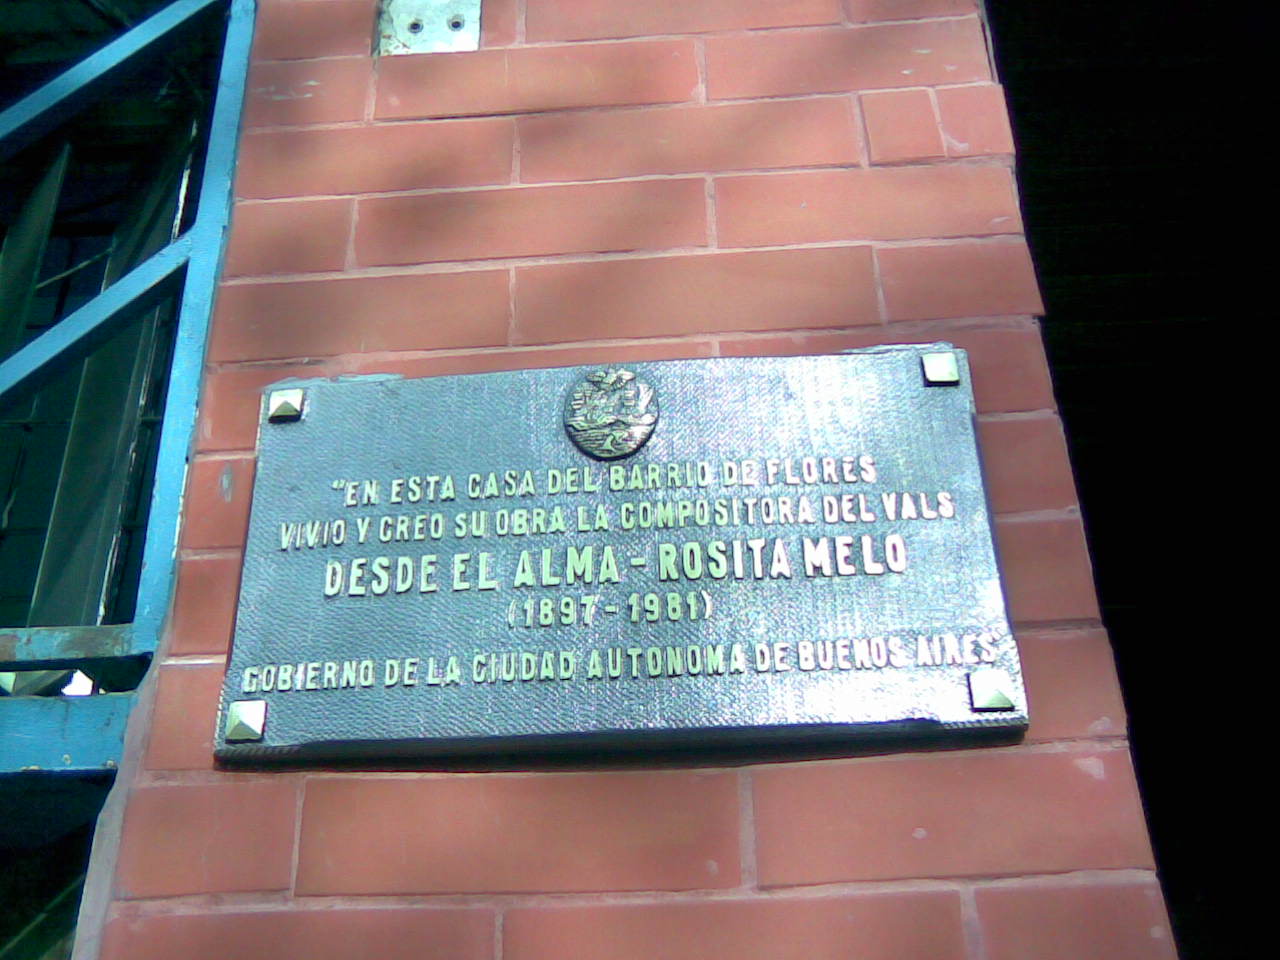 "EN ESTA CASA DEL BARRIO DE FLORES
VIVIO Y CREO SU OBRA LA COMPOSITORA DEL VALS
DESDE EL ALMA - ROSITA MELO
(1897 - 1981)
GOBIERNO DE LA CIUDAD AUTONOMA DE BUENOS AIRES"